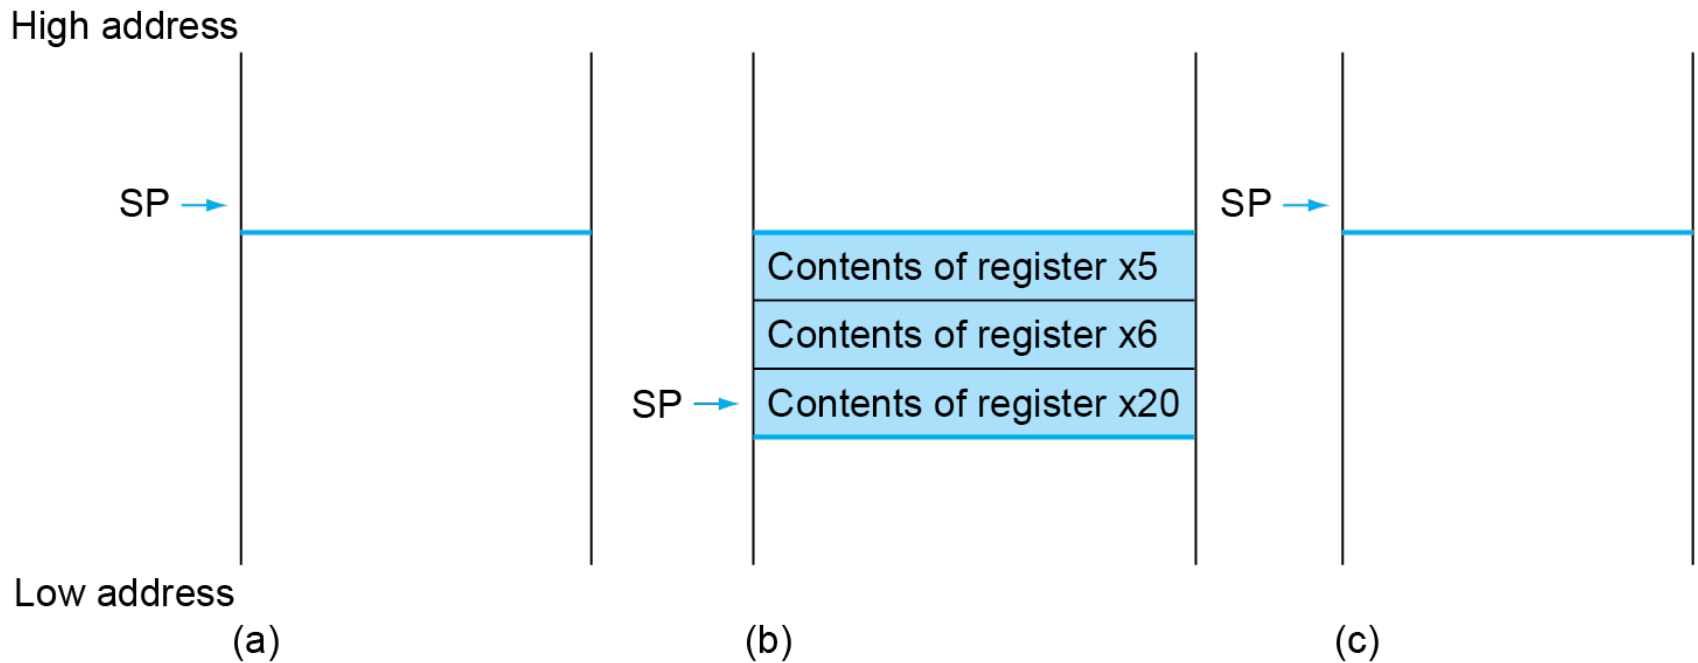 High address
SP
SP
Contents of register x5
Contents of register x6
SP
Contents of register x20
Low address
(a)
(b)
(c)